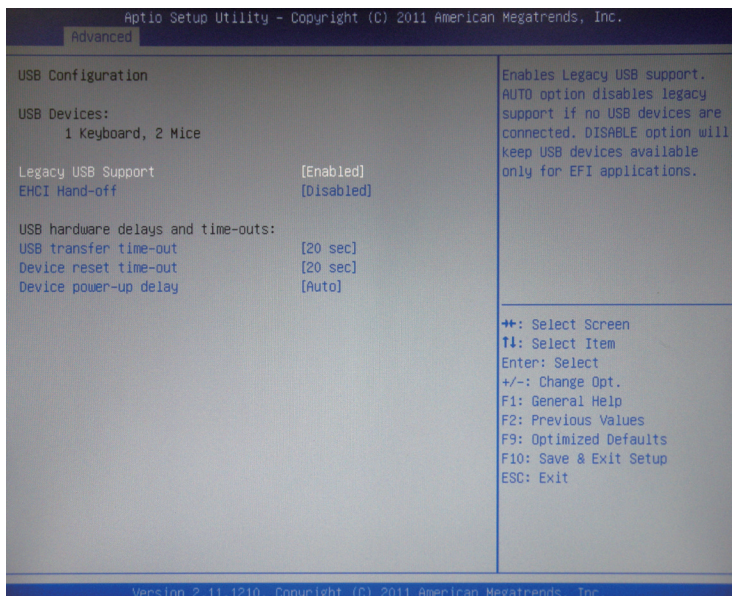 Aptio Setup Utility – Copyright (C) 2011 American Megatrends, Inc.
Advanced
USB Configuration
USB Devices:
1 Keyboard, 2 Mice
Legacy USB Support [Enabled]
EHCI Hand-off [Disabled]
USB hardware delays and time-outs:
USB transfer time-out [20 sec]
Device reset time-out [20 sec]
Device power-up delay [Auto]
Enables Legacy USB support.
AUTO option disables legacy
support if no USB devices are
connected. DISABLE option will
keep USB devices available
only for EFI applications.
→←: Select Screen
↑↓: Select Item
Enter: Select
+/-: Change Opt.
F1: General Help
F2: Previous Values
F9: Optimized Defaults
F10: Save & Exit Setup
ESC: Exit
Version 2.11.1210. Copyright (C) 2011 American Megatrends, Inc.